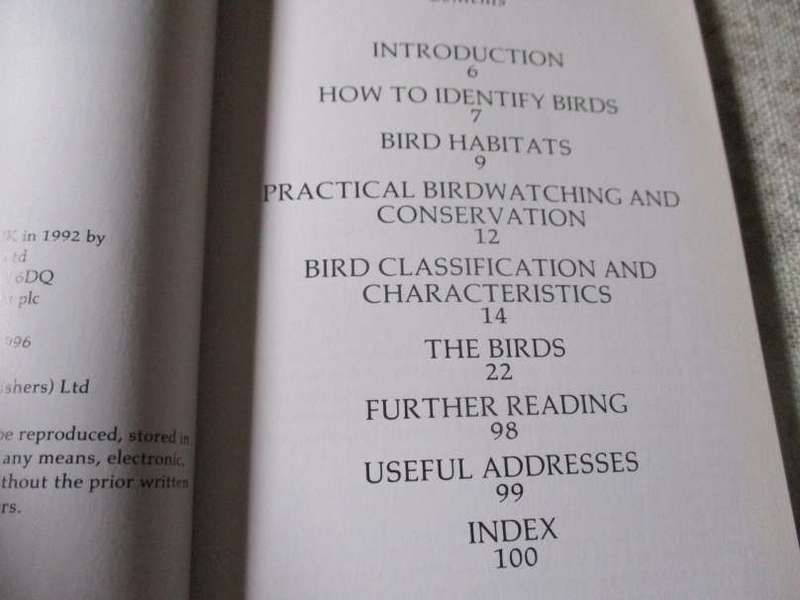 in 1992 by
6DQ
plc
shers) Ltd
be reproduced, stored in
any means, electronic,
thout the prior written
rs.
Contents
INTRODUCTION
6
HOW TO IDENTIFY BIRDS
7
BIRD HABITATS
9
PRACTICAL BIRDWATCHING AND
CONSERVATION
12
BIRD CLASSIFICATION AND
CHARACTERISTICS
14
THE BIRDS
22
FURTHER READING
98
USEFUL ADDRESSES
99
INDEX
100